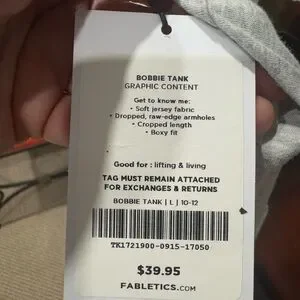 BOBBIE TANK
GRAPHIC CONTENT
Get to know me:
• Soft jersey fabric
• Dropped, raw-edge armholes
• Cropped length
• Boxy fit
Good for : lifting & living
TAG MUST REMAIN ATTACHED
FOR EXCHANGES & RETURNS
BOBBIE TANK | L | 10-12
TK1721900-0915-17050
$39.95
FABLETICS.COM